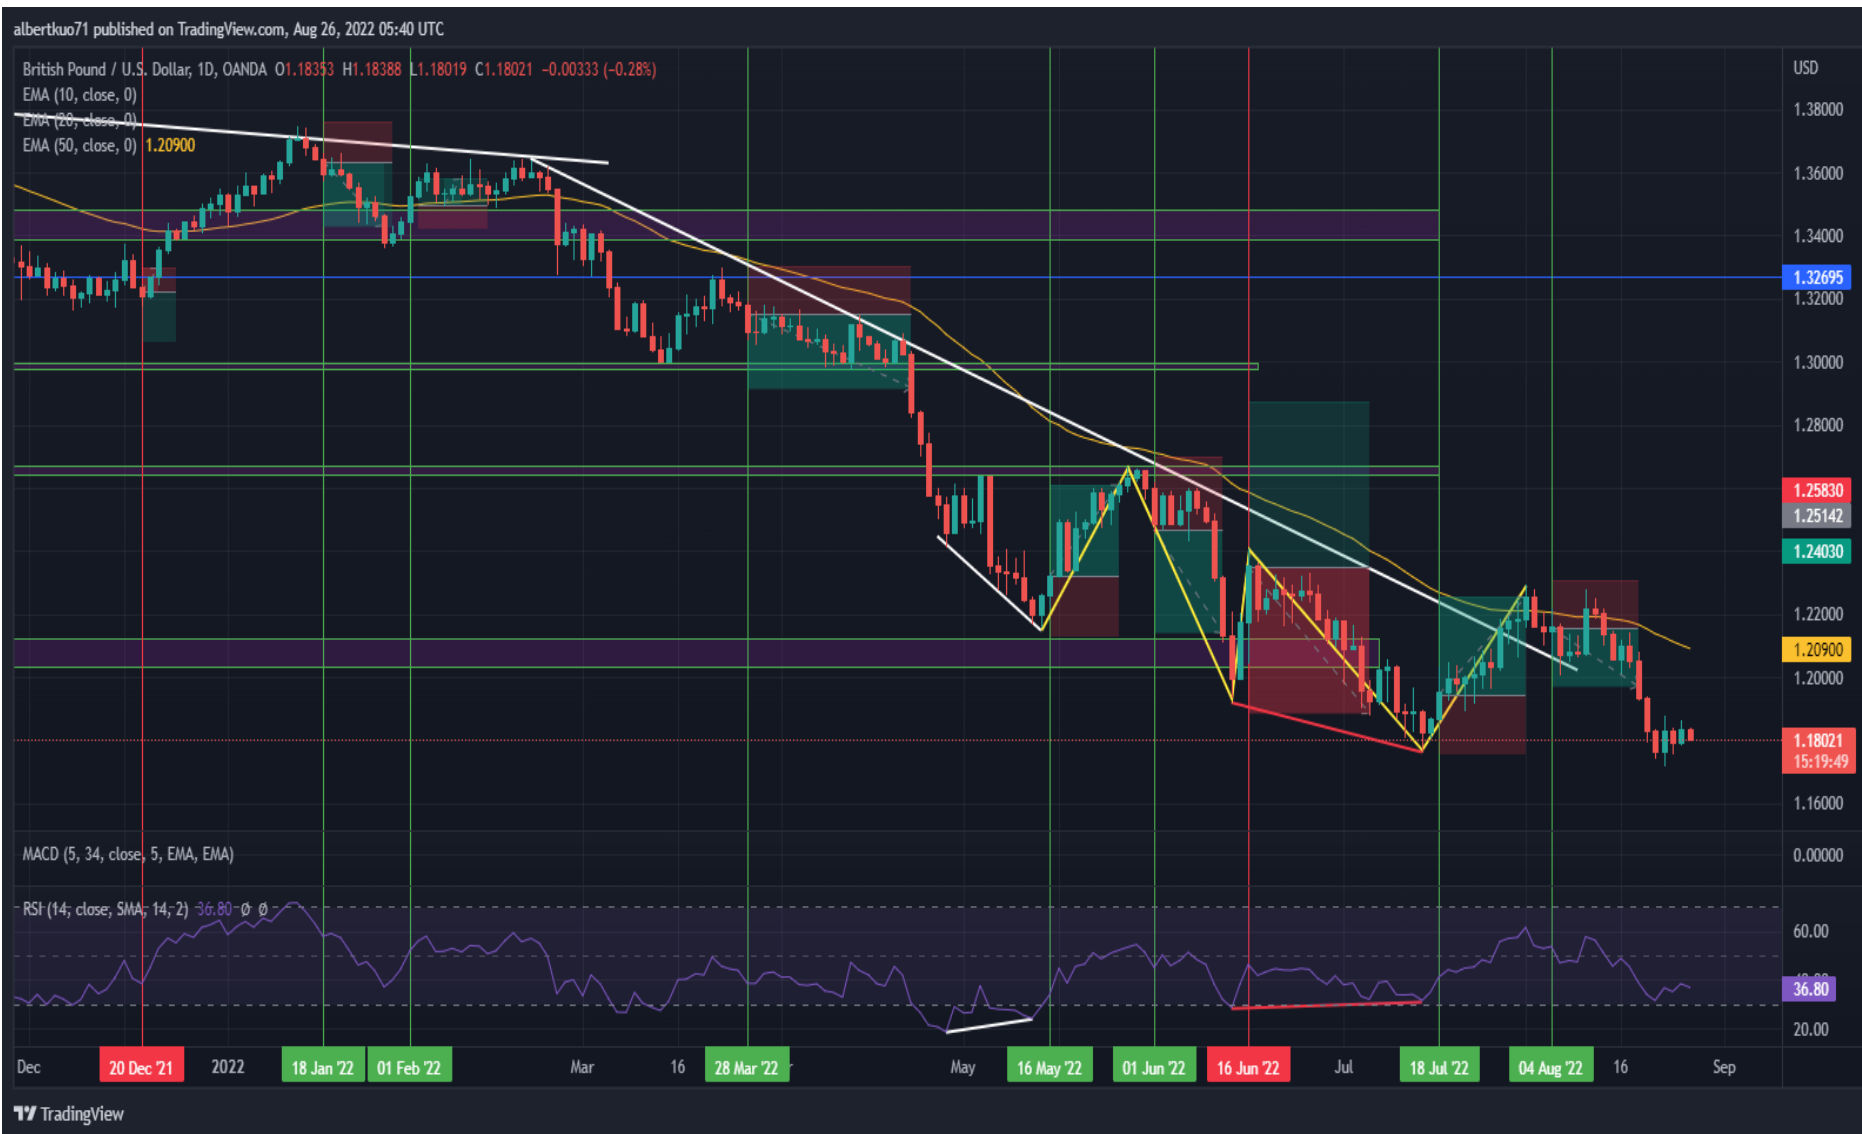 albertkuo71 published on TradingView.com, Aug 26, 2022 05:40 UTC
British Pound / U.S. Dollar, 1D, OANDA O1.18353 H1.18388 L1.18019 C1.18021 −0.00333 (−0.28%)
EMA (10, close, 0)
EMA (20, close, 0)
EMA (50, close, 0) 1.20900
USD
1.38000
1.36000
1.34000
1.32695
1.32000
1.30000
1.28000
1.25830
1.25142
1.24030
1.22000
1.20900
1.20000
1.18021
15:19:49
1.16000
MACD (5, 34, close, 5, EMA, EMA)
0.00000
RSI (14, close, SMA, 14, 2) 36.80 Ø Ø
60.00
40.00
36.80
20.00
Dec 20 Dec '21 2022 18 Jan '22 01 Feb '22 Mar 16 28 Mar '22 May 16 May '22 01 Jun '22 16 Jun '22 Jul 18 Jul '22 04 Aug '22 16 Sep
TradingView